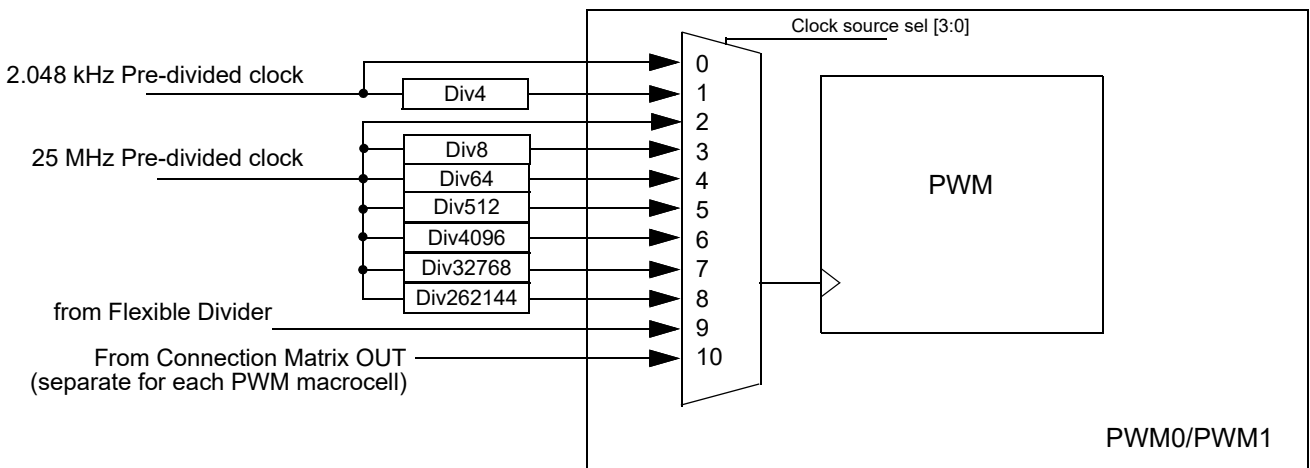 Clock source sel [3:0]
2.048 kHz Pre-divided clock
Div4
25 MHz Pre-divided clock
Div8
Div64
Div512
Div4096
Div32768
Div262144
from Flexible Divider
From Connection Matrix OUT
(separate for each PWM macrocell)
0
1
2
3
4
5
6
7
8
9
10
PWM
PWM0/PWM1